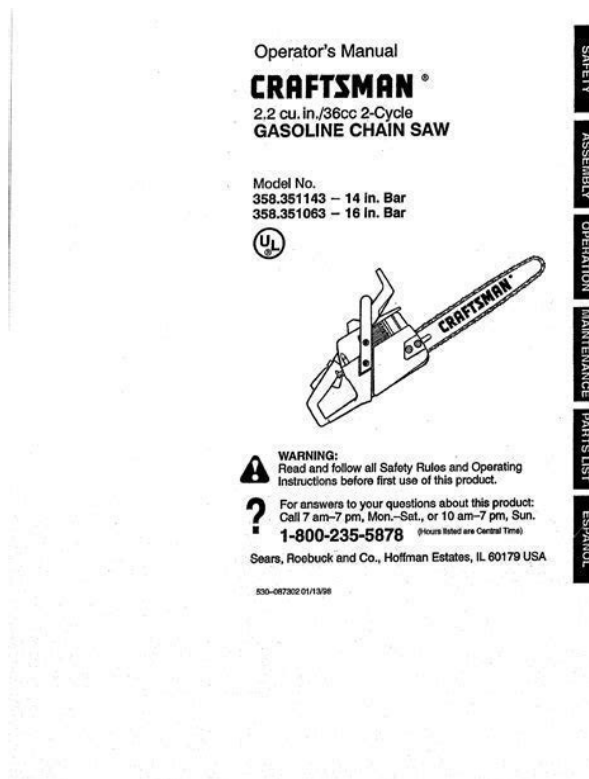 Operator's Manual
CRAFTSMAN®
2.2 cu.in./36cc 2-Cycle
GASOLINE CHAIN SAW
Model No.
358.351143 – 14 in. Bar
358.351063 – 16 in. Bar
UL®
CRAFTSMAN®
WARNING:
Read and follow all Safety Rules and Operating
Instructions before first use of this product.
?
For answers to your questions about this product:
Call 7 am–7 pm, Mon.–Sat., or 10 am–7 pm, Sun.
1-800-235-5878 (Hours listed are Central Time)
Sears, Roebuck and Co., Hoffman Estates, IL 60179 USA
530-087302 01/13/98
SAFETY
ASSEMBLY
OPERATION
MAINTENANCE
PARTS LIST
ESPAÑOL